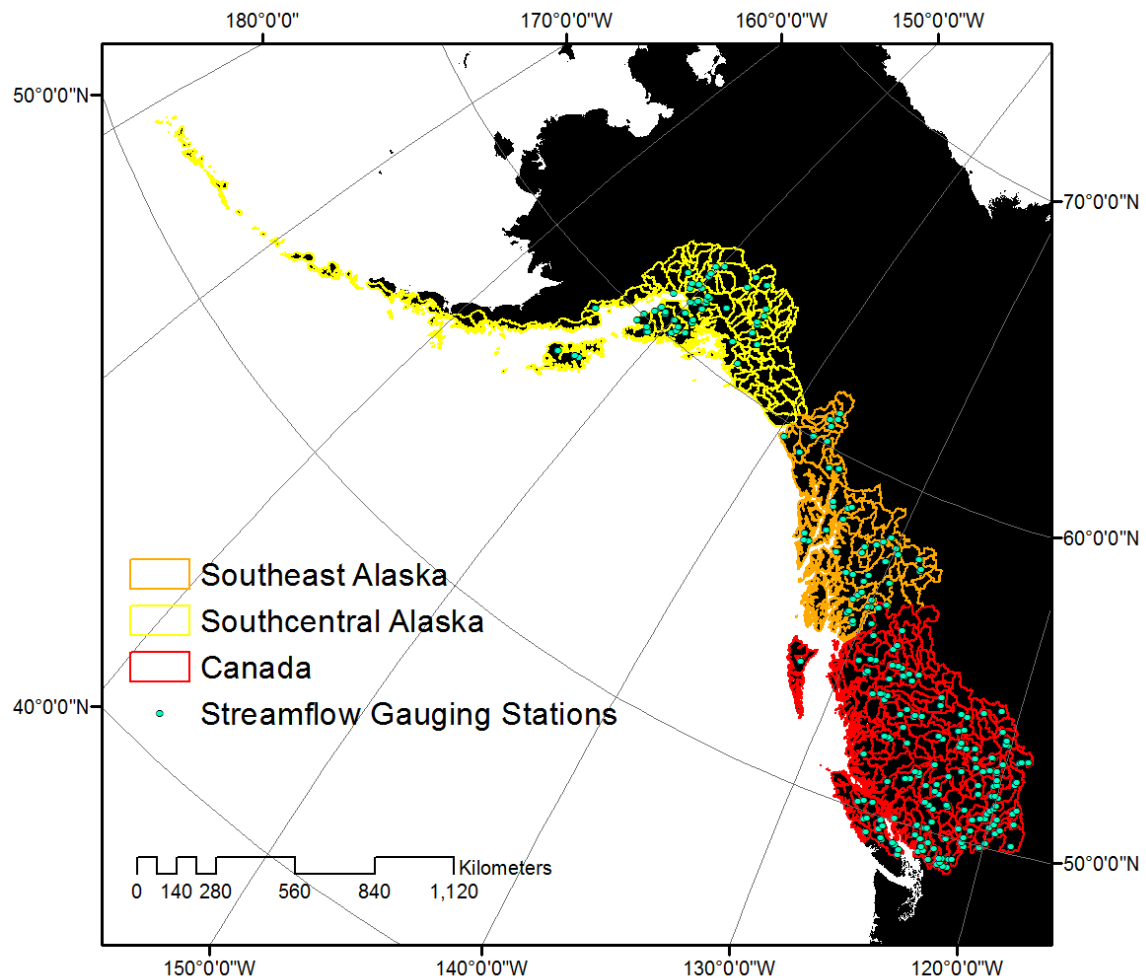 180°0'0" 170°0'0"W 160°0'0"W 150°0'0"W
50°0'0"N
70°0'0"N
60°0'0"N
Southeast Alaska
Southcentral Alaska
Canada
40°0'0"N
Streamflow Gauging Stations
Kilometers
0 140 280 560 840 1,120
50°0'0"N
150°0'0"W 140°0'0"W 130°0'0"W 120°0'0"W